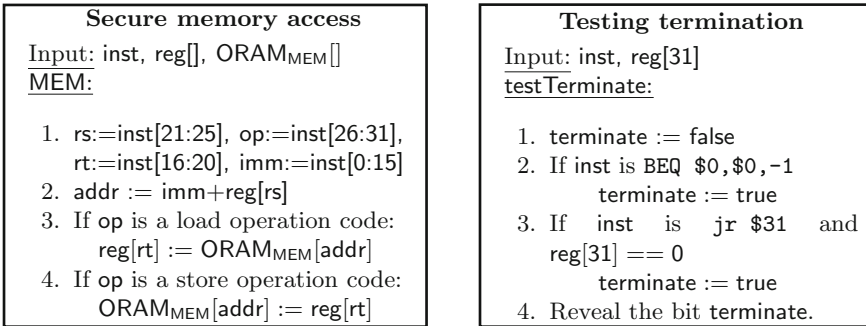 Secure memory access
Input: inst, reg[], ORAM_MEM[]
MEM:
1. rs:=inst[21:25], op:=inst[26:31],
rt:=inst[16:20], imm:=inst[0:15]
2. addr := imm+reg[rs]
3. If op is a load operation code:
reg[rt] := ORAM_MEM[addr]
4. If op is a store operation code:
ORAM_MEM[addr] := reg[rt]
Testing termination
Input: inst, reg[31]
testTerminate:
1. terminate := false
2. If inst is BEQ $0,$0,-1
terminate := true
3. If inst is jr $31 and
reg[31] == 0
terminate := true
4. Reveal the bit terminate.